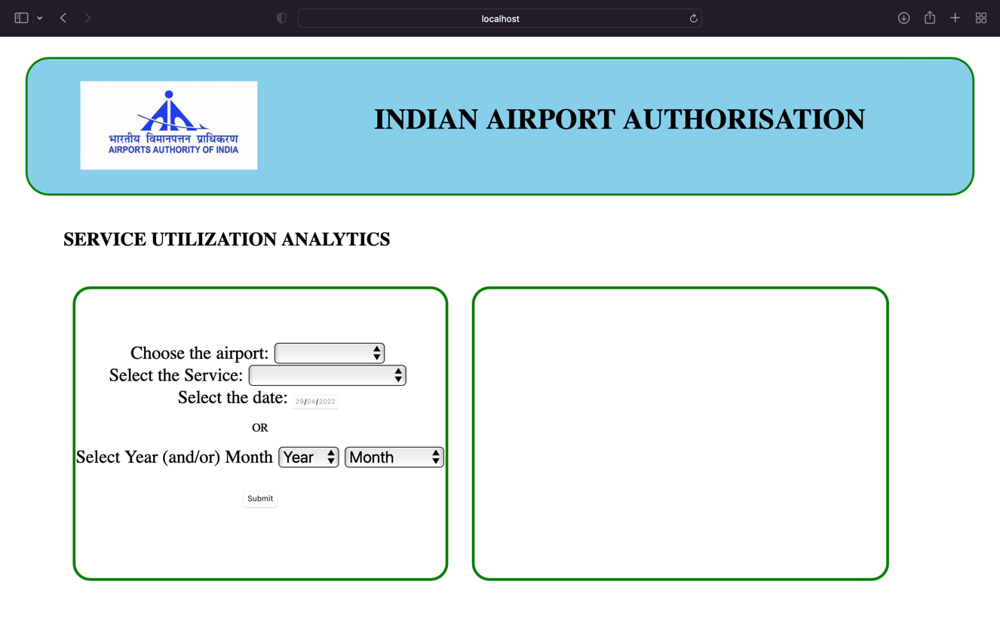 localhost
भारतीय विमानपत्तन प्राधिकरण
AIRPORTS AUTHORITY OF INDIA
INDIAN AIRPORT AUTHORISATION
SERVICE UTILIZATION ANALYTICS
Choose the airport:
Select the Service:
Select the date: 29/04/2022
OR
Select Year (and/or) Month Year Month
Submit